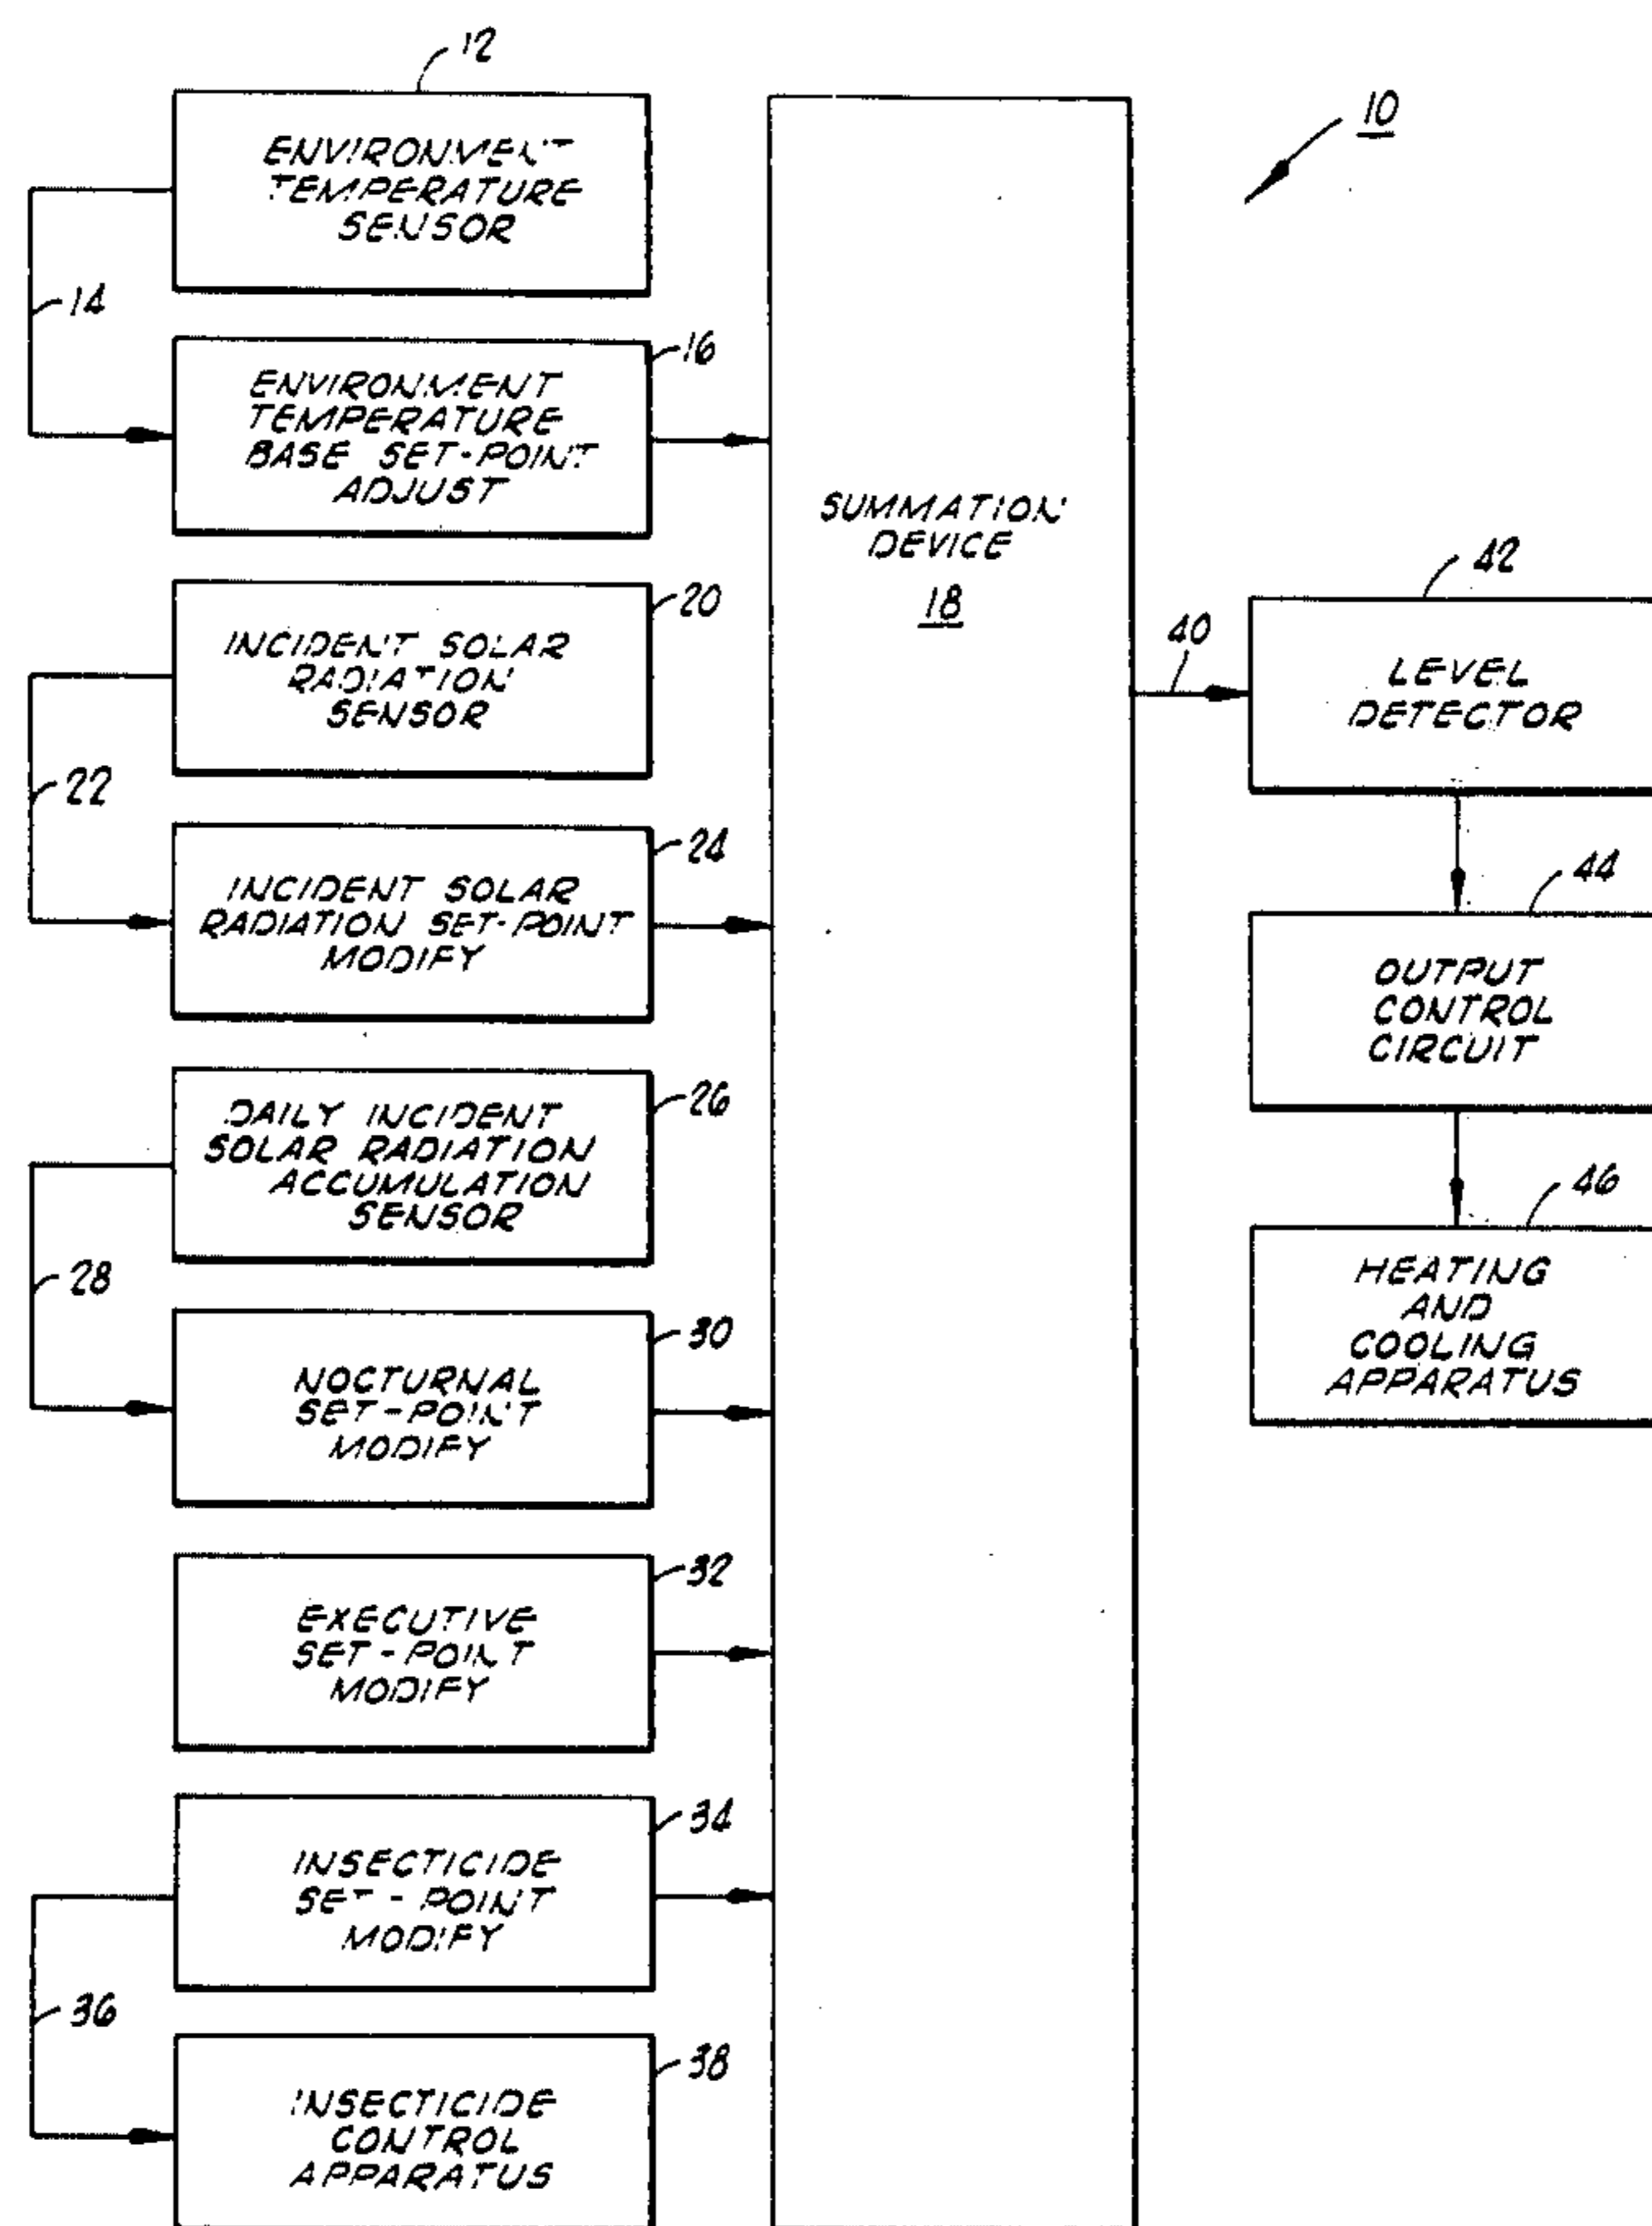 12
10
ENVIRONMENT
TEMPERATURE
SENSOR
14
16
ENVIRONMENT
TEMPERATURE
BASE SET-POINT
ADJUST
20
INCIDENT SOLAR
RADIATION
SENSOR
22
24
INCIDENT SOLAR
RADIATION SET-POINT
MODIFY
26
DAILY INCIDENT
SOLAR RADIATION
ACCUMULATION
SENSOR
28
30
NOCTURNAL
SET-POINT
MODIFY
32
EXECUTIVE
SET-POINT
MODIFY
34
INSECTICIDE
SET-POINT
MODIFY
36
38
INSECTICIDE
CONTROL
APPARATUS
SUMMATION
DEVICE
18
40
42
LEVEL
DETECTOR
44
OUTPUT
CONTROL
CIRCUIT
46
HEATING
AND
COOLING
APPARATUS